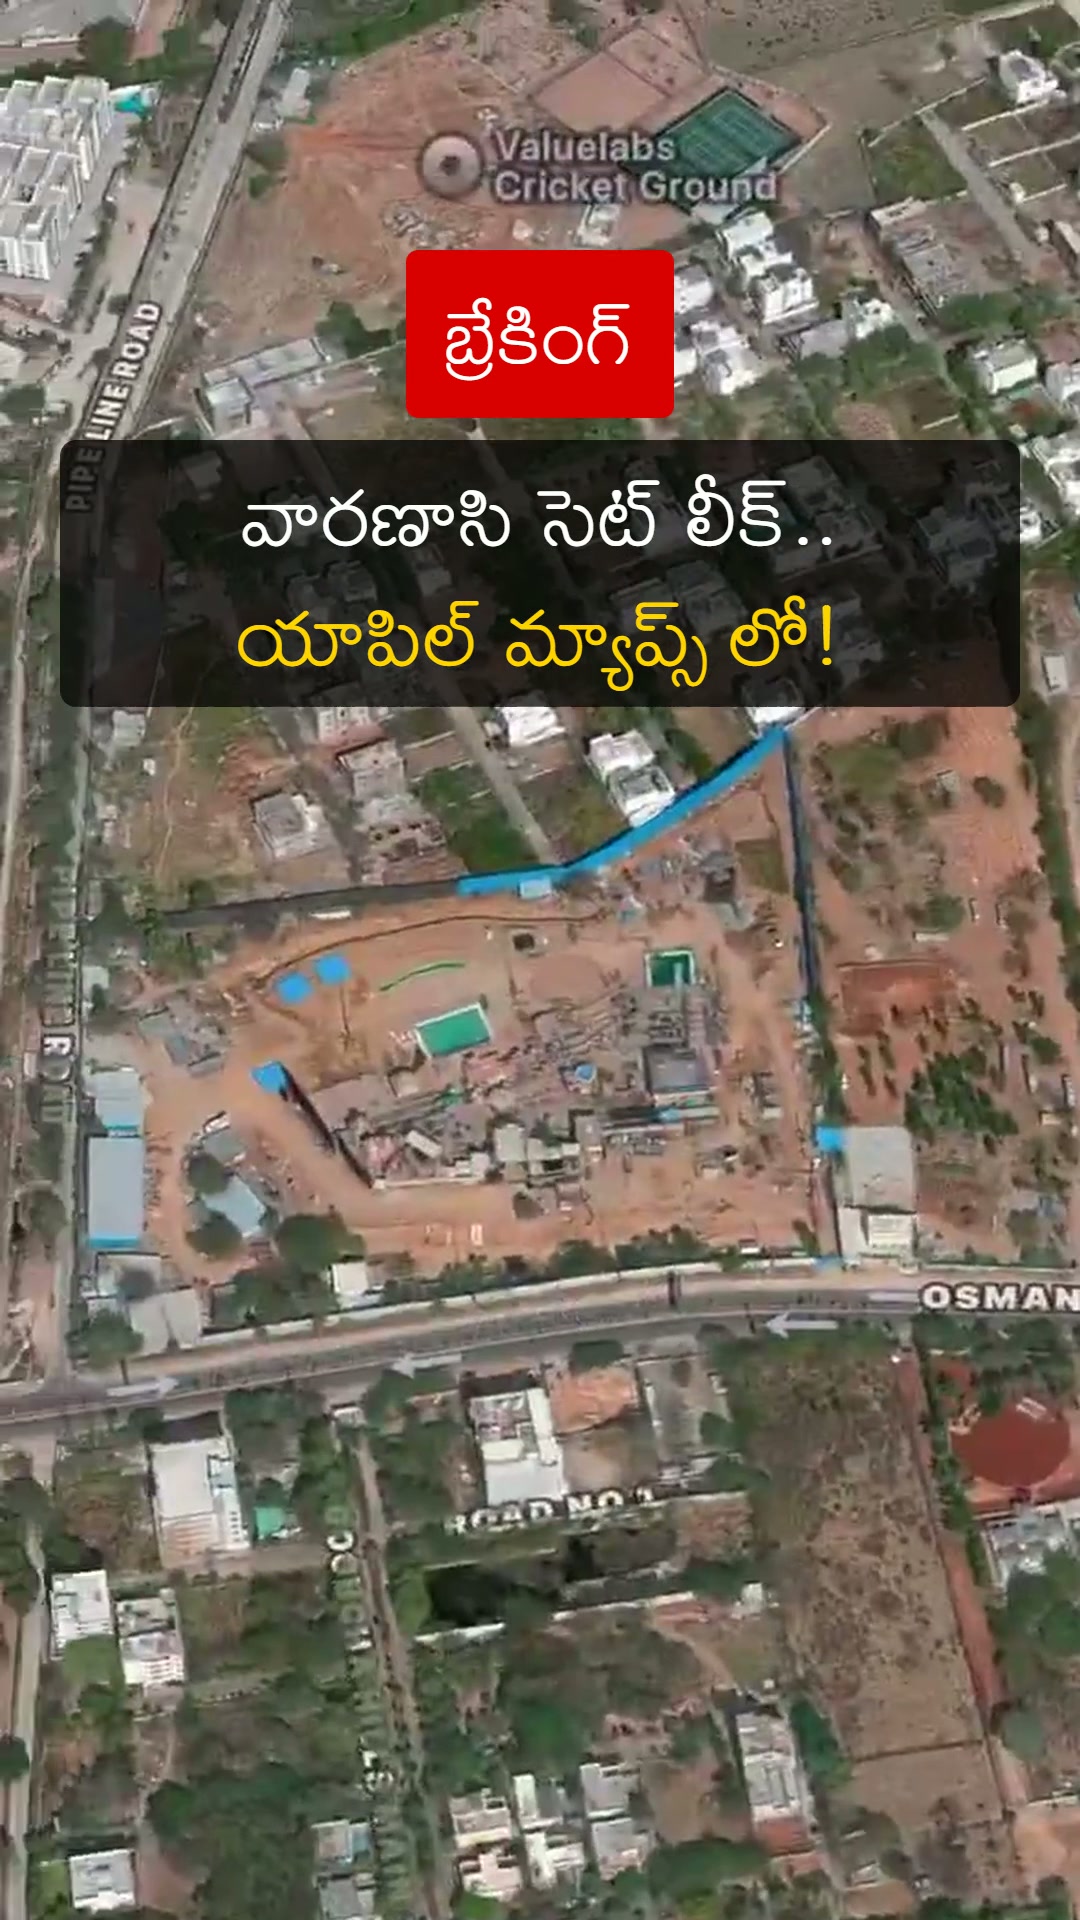 Valuelabs
Cricket Ground
బ్రేకింగ్
PIPELINE ROAD
వారణాసి సెట్ లీక్..
యాపిల్ మ్యాప్స్ లో!
OSMAN
ROAD NO 1